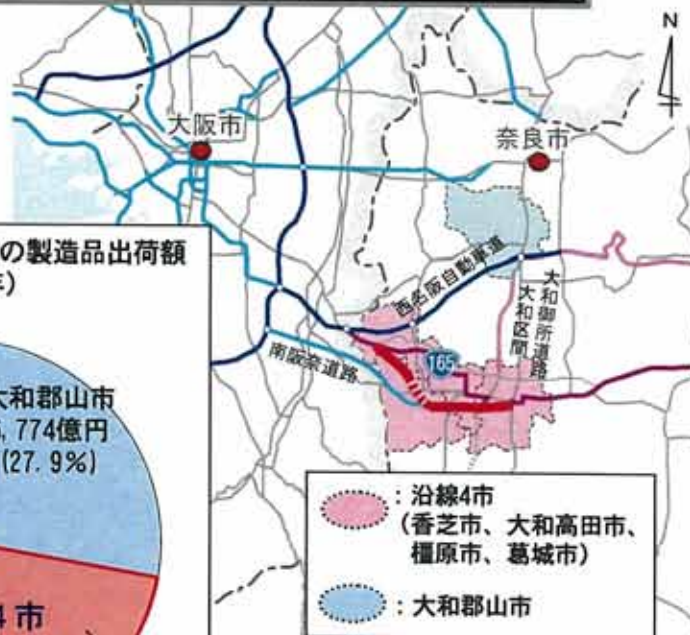 N
大阪市
奈良市
の製造品出荷額
西名阪自動車道
大和御所道路
大和区間
南阪奈道路
165
大和郡山市
774億円
(27.9%)
：沿線4市
（香芝市、大和高田市、
橿原市、葛城市）
：大和郡山市
市